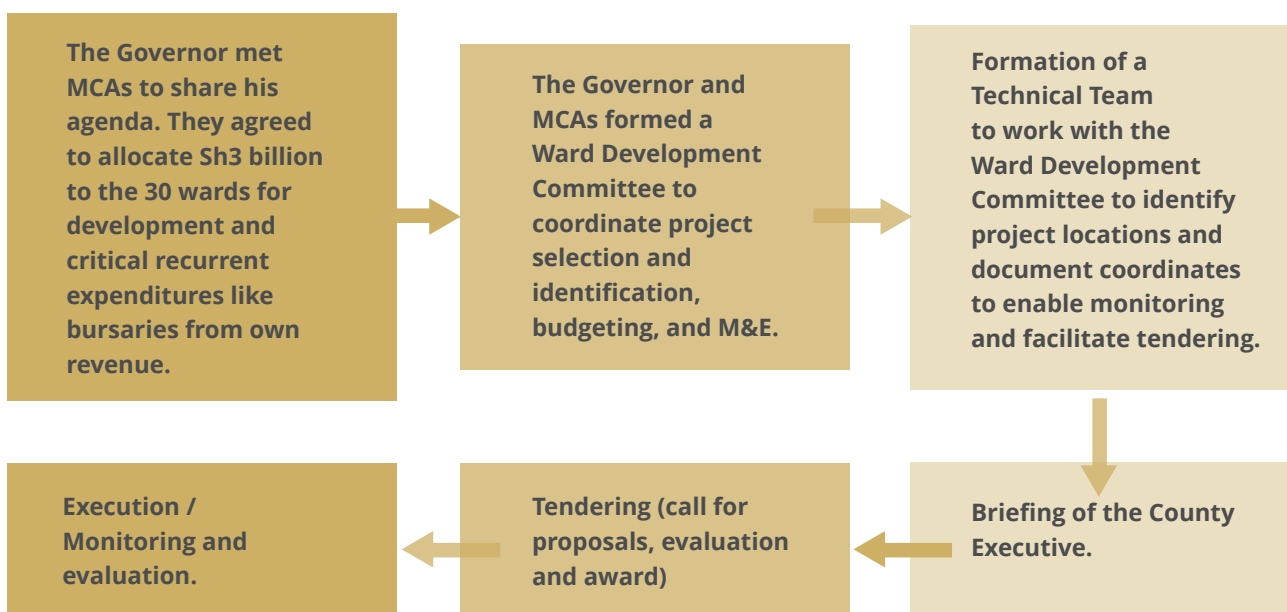 The Governor met
MCAs to share his
agenda. They agreed
to allocate Sh3 billion
to the 30 wards for
development and
critical recurrent
expenditures like
bursaries from own
revenue.
The Governor and
MCAs formed a
Ward Development
Committee to
coordinate project
selection and
identification,
budgeting, and M&E.
Formation of a
Technical Team
to work with the
Ward Development
Committee to identify
project locations and
document coordinates
to enable monitoring
and facilitate tendering.
Briefing of the County
Executive.
Tendering (call for
proposals, evaluation
and award)
Execution /
Monitoring and
evaluation.